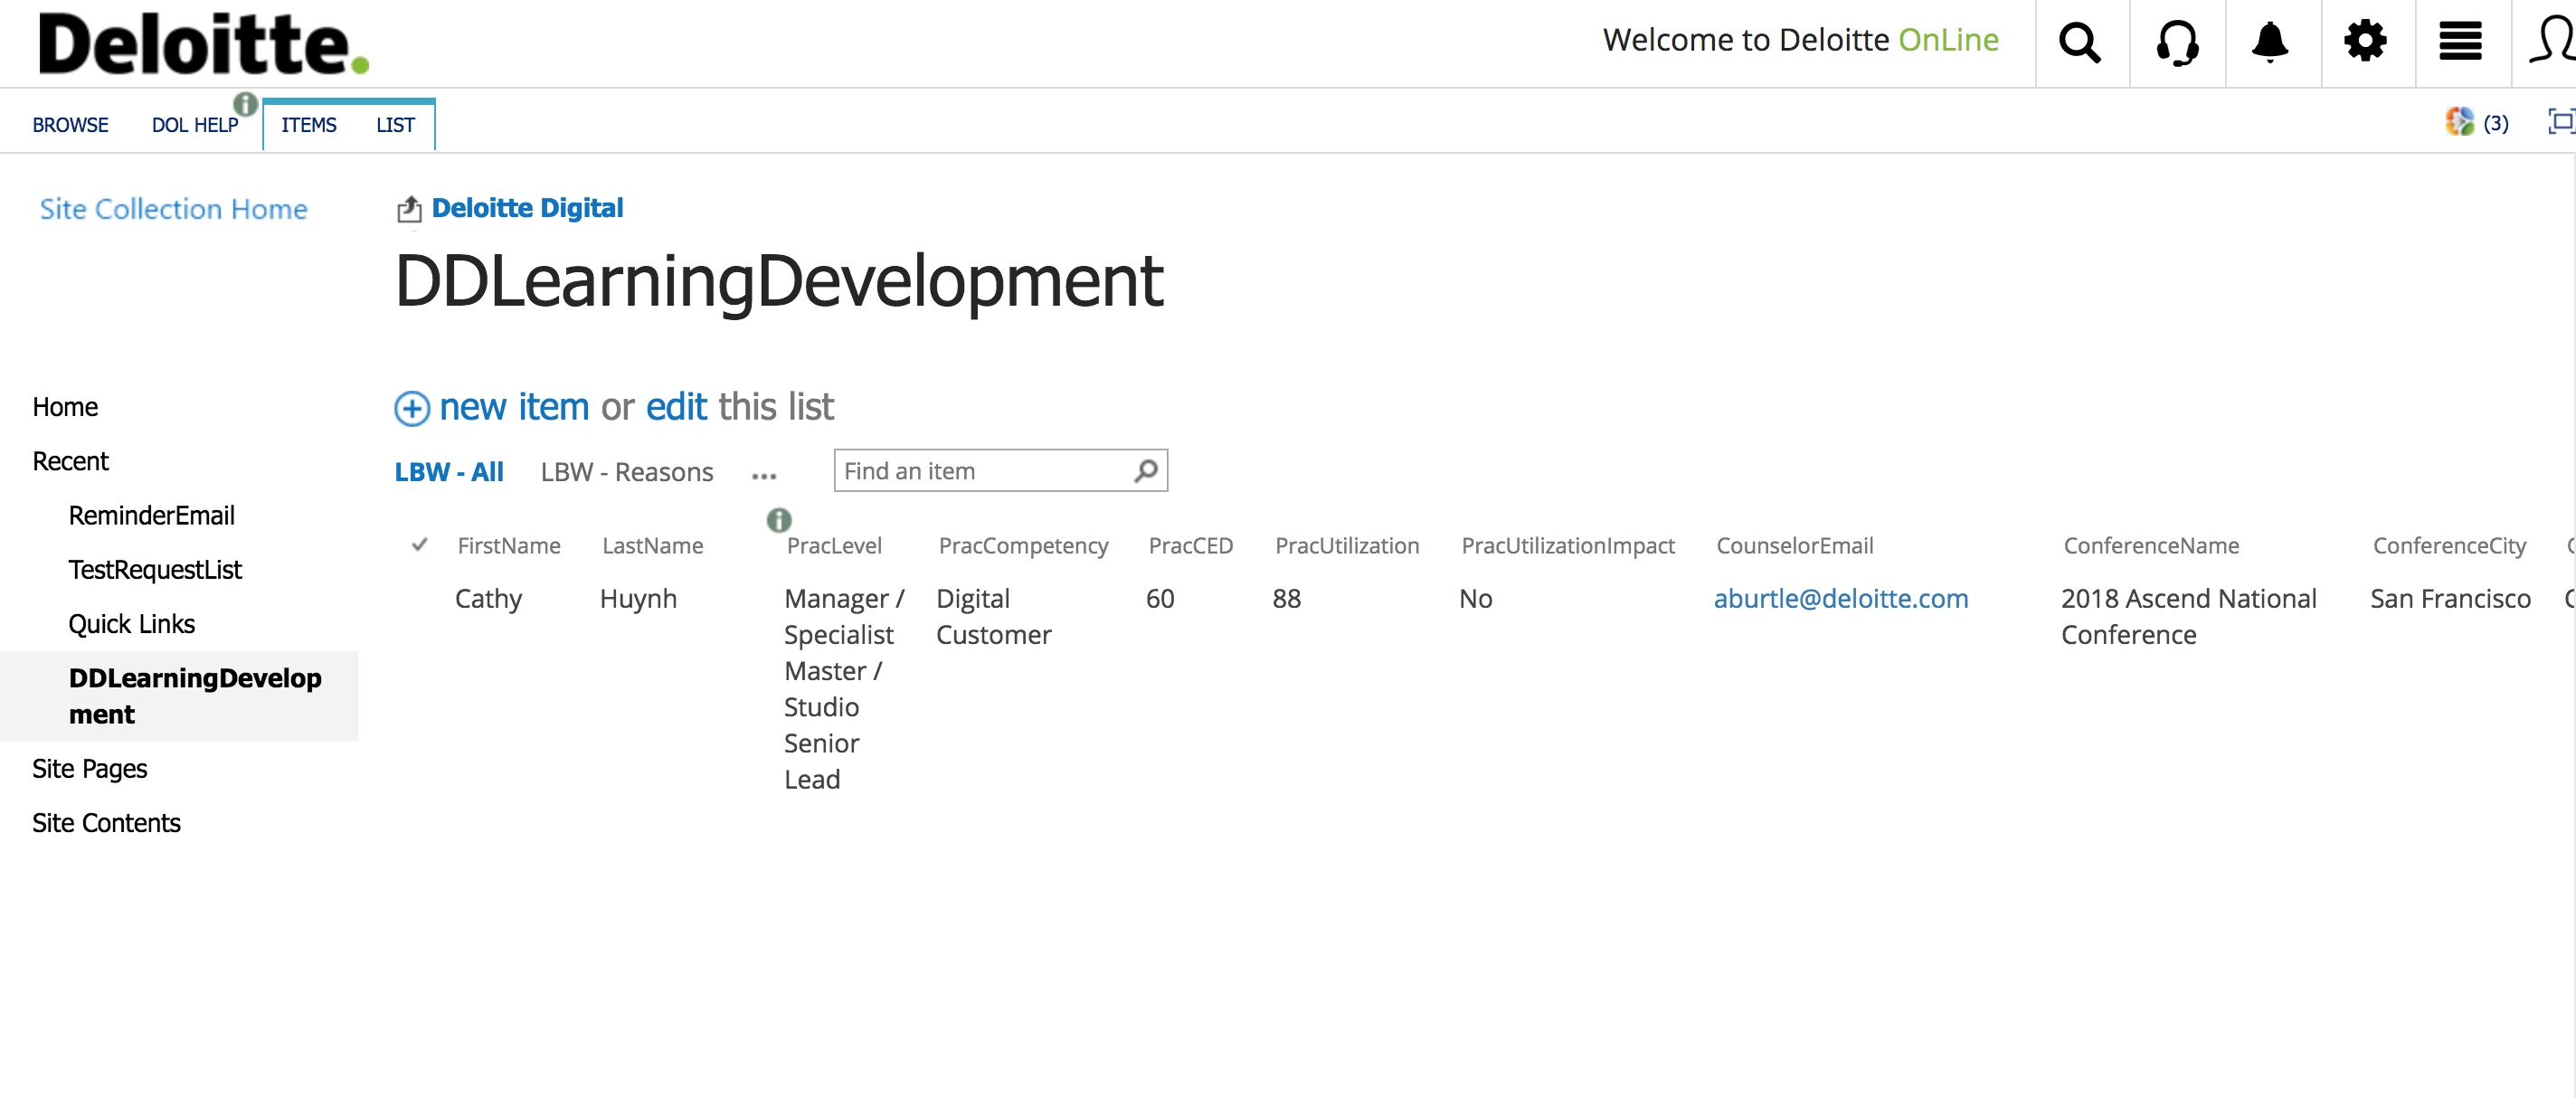 Deloitte.
Welcome to Deloitte OnLine
BROWSE DOL HELP ITEMS LIST
(3)
Site Collection Home
Deloitte Digital
DDLearningDevelopment
Home
Recent
ReminderEmail
TestRequestList
Quick Links
DDLearningDevelop
ment
Site Pages
Site Contents
new item or edit this list
LBW - All LBW - Reasons ...
Find an item
FirstName LastName PracLevel PracCompetency PracCED PracUtilization PracUtilizationImpact CounselorEmail ConferenceName ConferenceCity
Cathy Huynh Manager / Digital 60 88 No aburtle@deloitte.com 2018 Ascend National San Francisco
Specialist Customer Conference
Master /
Studio
Senior
Lead